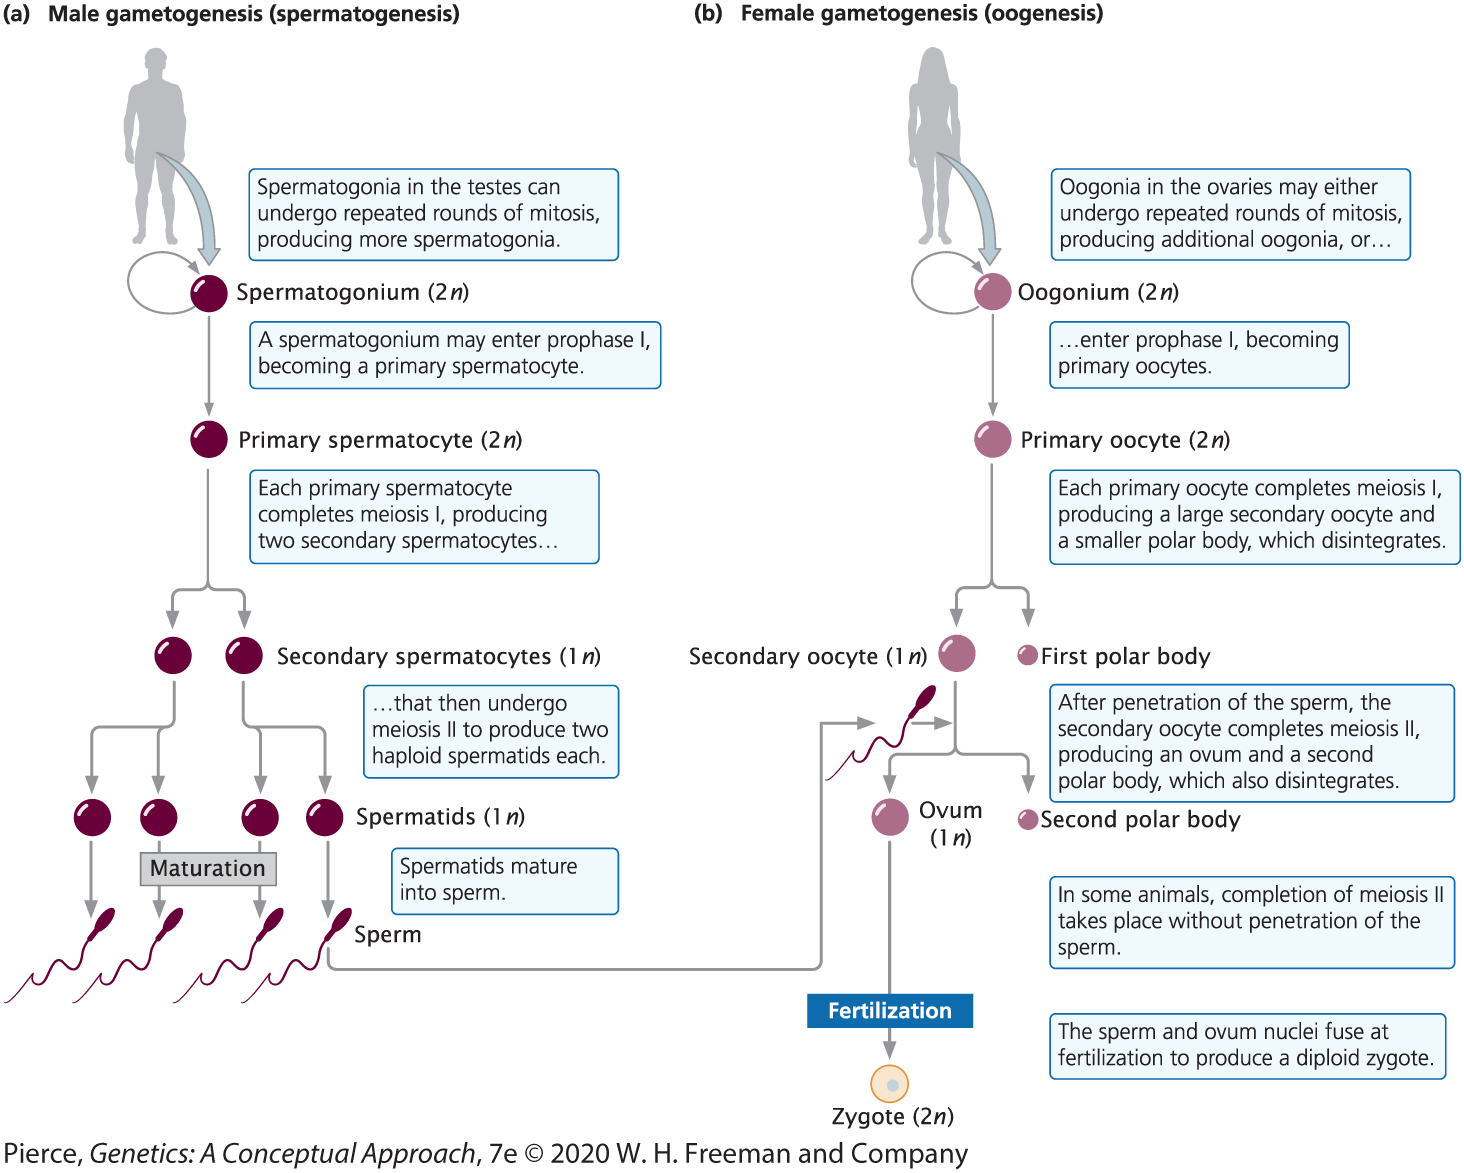 (a) Male gametogenesis (spermatogenesis)
Spermatogonia in the testes can
undergo repeated rounds of mitosis,
producing more spermatogonia.
Spermatogonium (2n)
A spermatogonium may enter prophase I,
becoming a primary spermatocyte.
Primary spermatocyte (2n)
Each primary spermatocyte
completes meiosis I, producing
two secondary spermatocytes…
Secondary spermatocytes (1n)
…that then undergo
meiosis II to produce two
haploid spermatids each.
Spermatids (1n)
Maturation
Spermatids mature
into sperm.
Sperm
(b) Female gametogenesis (oogenesis)
Oogonia in the ovaries may either
undergo repeated rounds of mitosis,
producing additional oogonia, or…
Oogonium (2n)
…enter prophase I, becoming
primary oocytes.
Primary oocyte (2n)
Each primary oocyte completes meiosis I,
producing a large secondary oocyte and
a smaller polar body, which disintegrates.
Secondary oocyte (1n)
First polar body
After penetration of the sperm, the
secondary oocyte completes meiosis II,
producing an ovum and a second
polar body, which also disintegrates.
Ovum
(1n)
Second polar body
In some animals, completion of meiosis II
takes place without penetration of the
sperm.
Fertilization
The sperm and ovum nuclei fuse at
fertilization to produce a diploid zygote.
Zygote (2n)
Pierce, Genetics: A Conceptual Approach, 7e © 2020 W. H. Freeman and Company